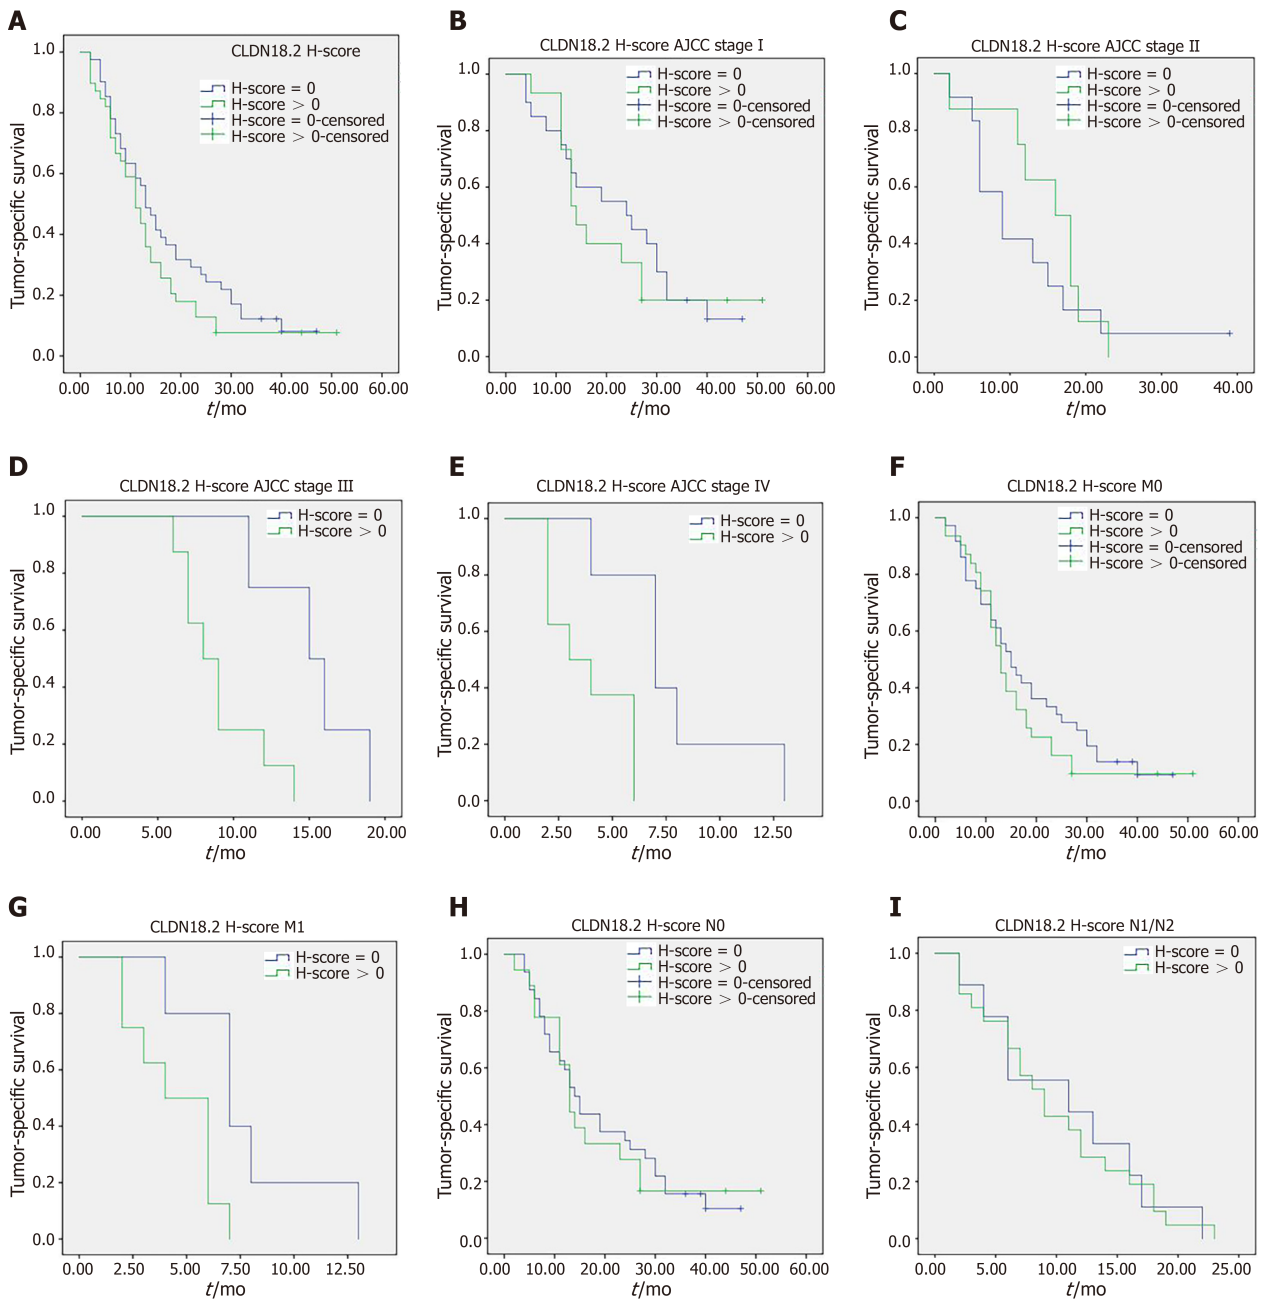 A
CLDN18.2 H-score
H-score = 0
H-score > 0
H-score = 0-censored
H-score > 0-censored
Tumor-specific survival
1.0
0.8
0.6
0.4
0.2
0.0
0.00 10.00 20.00 30.00 40.00 50.00 60.00
t/mo
B
CLDN18.2 H-score AJCC stage I
H-score = 0
H-score > 0
H-score = 0-censored
H-score > 0-censored
Tumor-specific survival
1.0
0.8
0.6
0.4
0.2
0.0
0.00 10.00 20.00 30.00 40.00 50.00 60.00
t/mo
C
CLDN18.2 H-score AJCC stage II
H-score = 0
H-score > 0
H-score = 0-censored
H-score > 0-censored
Tumor-specific survival
1.0
0.8
0.6
0.4
0.2
0.0
0.00 10.00 20.00 30.00 40.00
t/mo
D
CLDN18.2 H-score AJCC stage III
H-score = 0
H-score > 0
Tumor-specific survival
1.0
0.8
0.6
0.4
0.2
0.0
0.00 5.00 10.00 15.00 20.00
t/mo
E
CLDN18.2 H-score AJCC stage IV
H-score = 0
H-score > 0
Tumor-specific survival
1.0
0.8
0.6
0.4
0.2
0.0
0.00 2.50 5.00 7.50 10.00 12.50
t/mo
F
CLDN18.2 H-score M0
H-score = 0
H-score > 0
H-score = 0-censored
H-score > 0-censored
Tumor-specific survival
1.0
0.8
0.6
0.4
0.2
0.0
0.00 10.00 20.00 30.00 40.00 50.00 60.00
t/mo
G
CLDN18.2 H-score M1
H-score = 0
H-score > 0
Tumor-specific survival
1.0
0.8
0.6
0.4
0.2
0.0
0.00 2.50 5.00 7.50 10.00 12.50
t/mo
H
CLDN18.2 H-score N0
H-score = 0
H-score > 0
H-score = 0-censored
H-score > 0-censored
Tumor-specific survival
1.0
0.8
0.6
0.4
0.2
0.0
0.00 10.00 20.00 30.00 40.00 50.00 60.00
t/mo
I
CLDN18.2 H-score N1/N2
H-score = 0
H-score > 0
Tumor-specific survival
1.0
0.8
0.6
0.4
0.2
0.0
0.00 5.00 10.00 15.00 20.00 25.00
t/mo